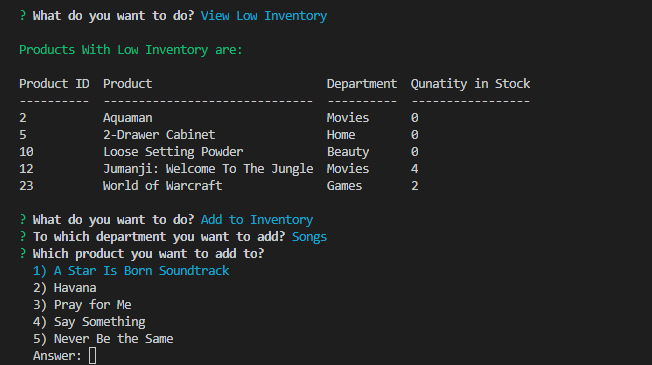 ? What do you want to do? View Low Inventory
Products With Low Inventory are:
Product ID  Product                         Department  Qunatity in Stock
----------  ------------------------------  ----------  -----------------
2           Aquaman                         Movies      0
5           2-Drawer Cabinet                Home        0
10          Loose Setting Powder            Beauty      0
12          Jumanji: Welcome To The Jungle  Movies      4
23          World of Warcraft               Games       2
? What do you want to do? Add to Inventory
? To which department you want to add? Songs
? Which product you want to add to?
1) A Star Is Born Soundtrack
2) Havana
3) Pray for Me
4) Say Something
5) Never Be the Same
Answer: